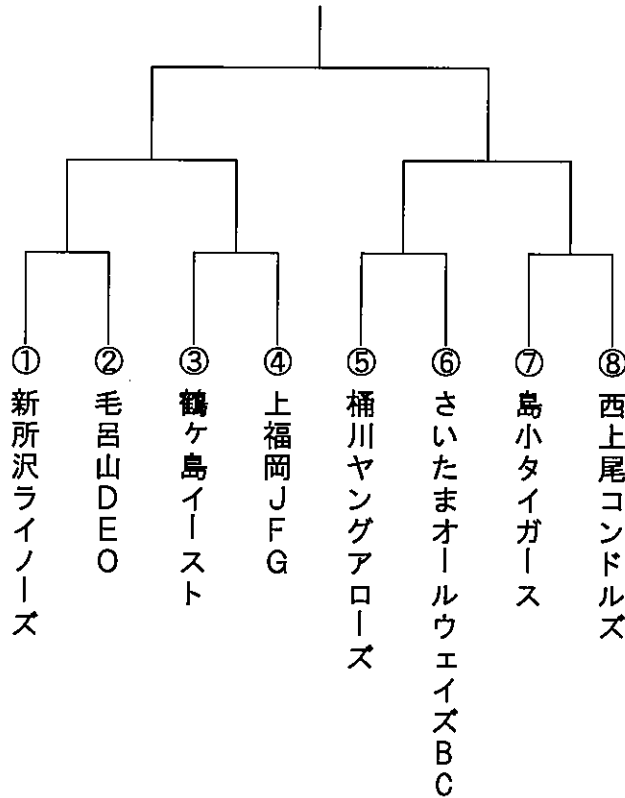 ①新所沢ライノーズ
②毛呂山DEO
③鶴ヶ島イースト
④上福岡JFG
⑤桶川ヤングアローズ
⑥さいたまオールウェイズBC
⑦島小タイガース
⑧西上尾コンドルズ